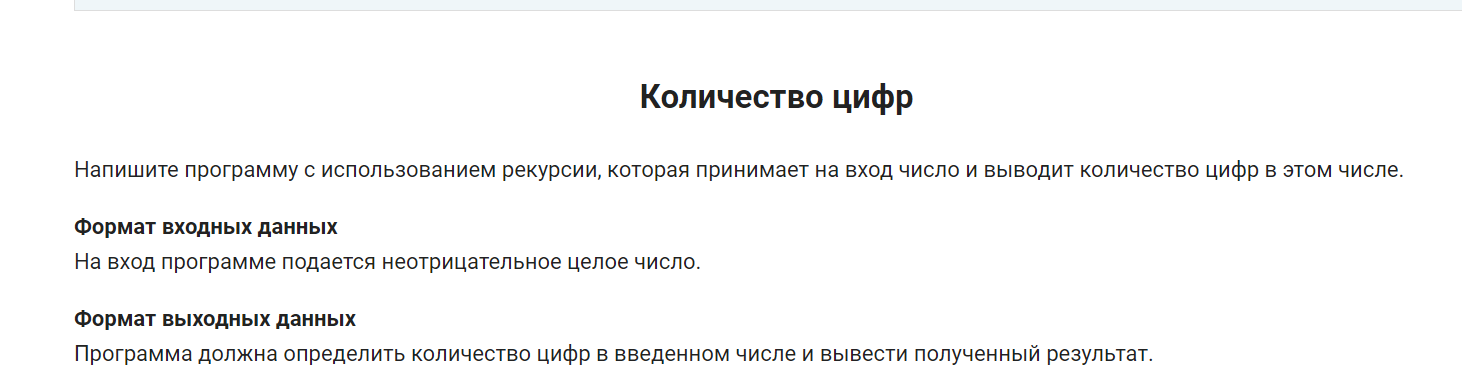 Количество цифр
Напишите программу с использованием рекурсии, которая принимает на вход число и выводит количество цифр в этом числе.
Формат входных данных
На вход программе подается неотрицательное целое число.
Формат выходных данных
Программа должна определить количество цифр в введенном числе и вывести полученный результат.